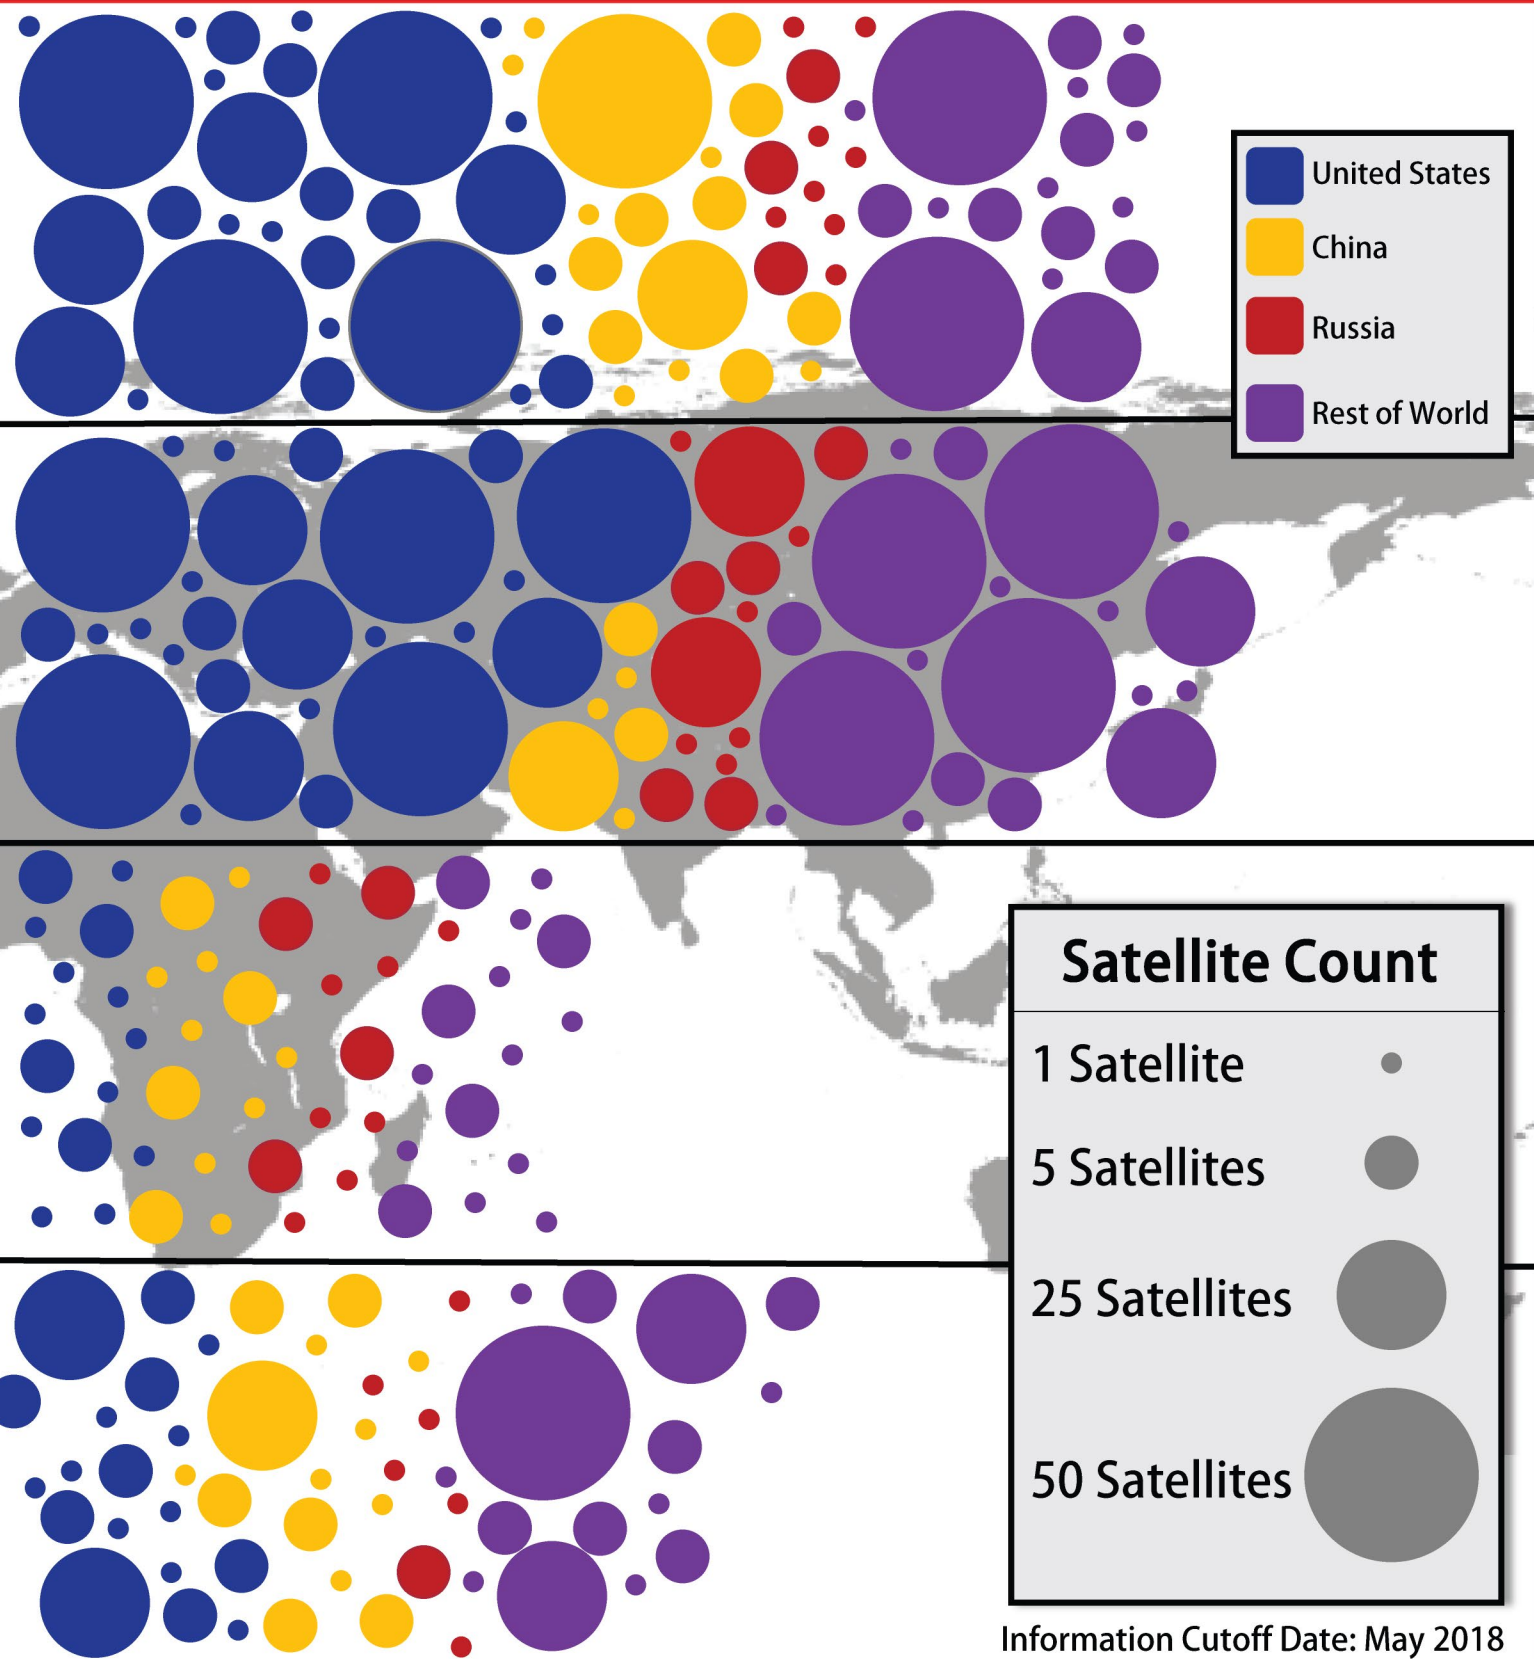 United States
China
Russia
Rest of World
Satellite Count
1 Satellite
5 Satellites
25 Satellites
50 Satellites
Information Cutoff Date: May 2018